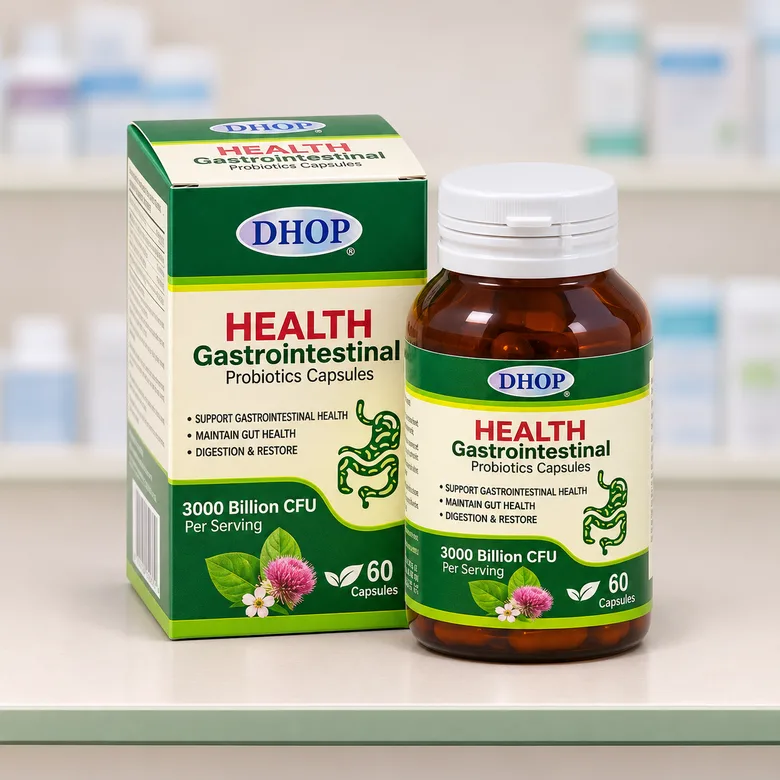 DHOP®
HEALTH
Gastrointestinal
Probiotics Capsules
DHOP
®
HEALTH
Gastrointestinal
Probiotics Capsules
• SUPPORT GASTROINTESTINAL HEALTH
• MAINTAIN GUT HEALTH
• DIGESTION & RESTORE
3000 Billion CFU
Per Serving
60
Capsules
DHOP
®
HEALTH
Gastrointestinal
Probiotics Capsules
• SUPPORT GASTROINTESTINAL HEALTH
• MAINTAIN GUT HEALTH
• DIGESTION & RESTORE
3000 Billion CFU
Per Serving
60
Capsules